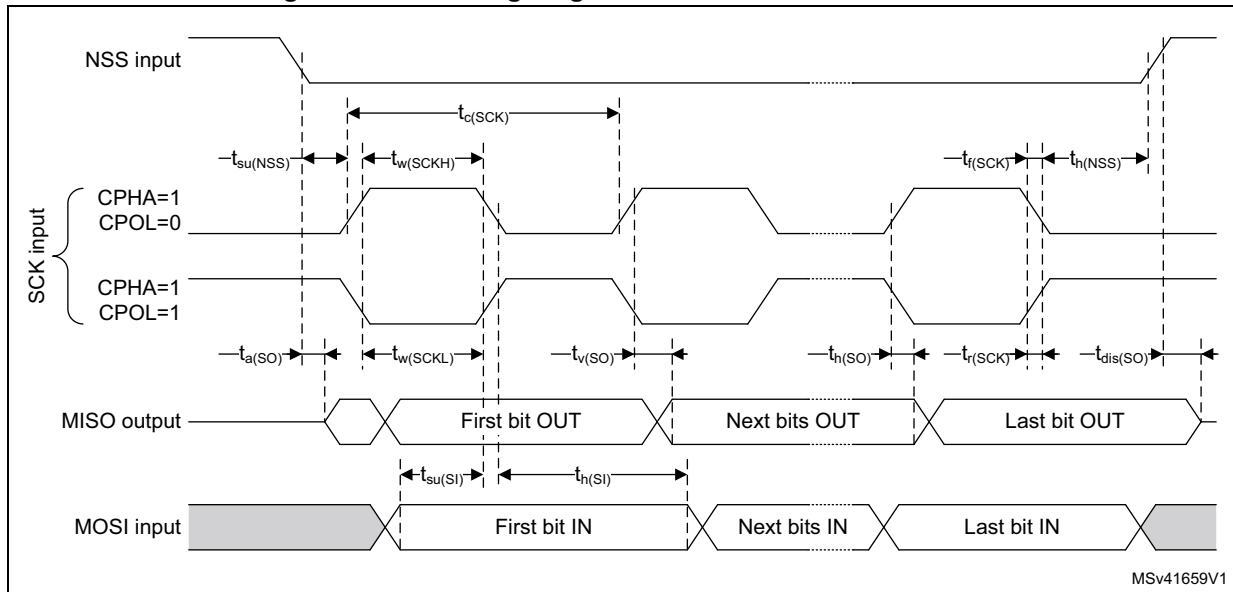 NSS input
tc(SCK)
tsu(NSS)
tw(SCKH)
tf(SCK)
th(NSS)
SCK input
CPHA=1
CPOL=0
CPHA=1
CPOL=1
ta(SO)
tw(SCKL)
tv(SO)
th(SO)
tr(SCK)
tdis(SO)
MISO output
First bit OUT
Next bits OUT
Last bit OUT
tsu(SI)
th(SI)
MOSI input
First bit IN
Next bits IN
Last bit IN
MSv41659V1